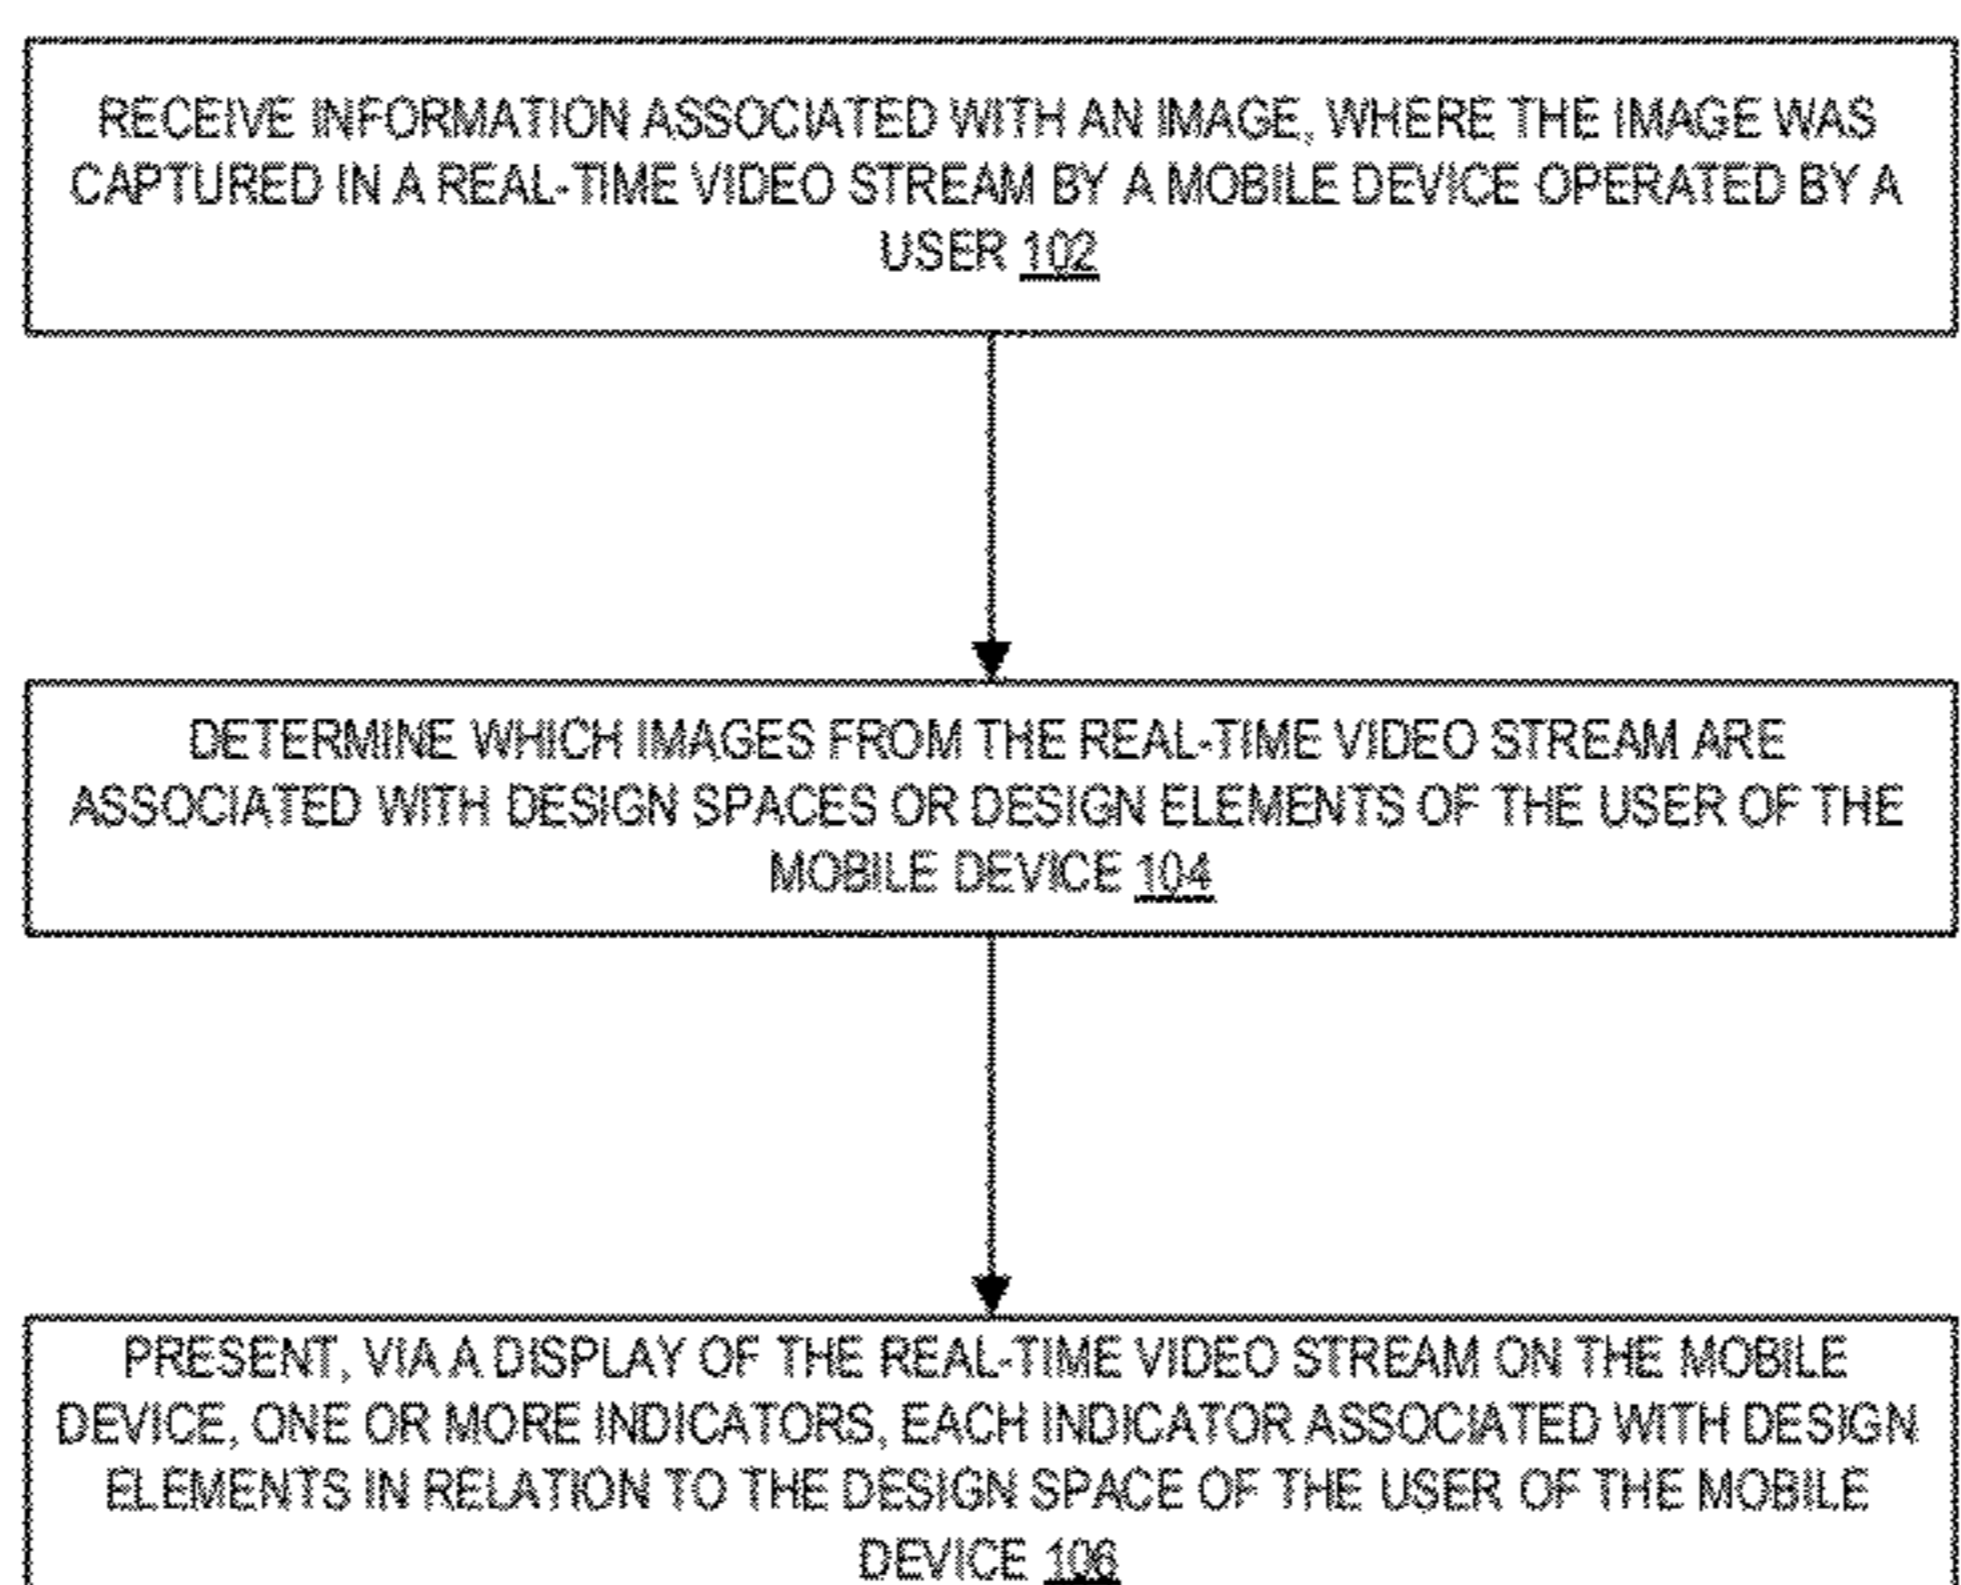 RECEIVE INFORMATION ASSOCIATED WITH AN IMAGE, WHERE THE IMAGE WAS
CAPTURED IN A REAL-TIME VIDEO STREAM BY A MOBILE DEVICE OPERATED BY A
USER 102
DETERMINE WHICH IMAGES FROM THE REAL-TIME VIDEO STREAM ARE
ASSOCIATED WITH DESIGN SPACES OR DESIGN ELEMENTS OF THE USER OF THE
MOBILE DEVICE 104
PRESENT, VIA A DISPLAY OF THE REAL-TIME VIDEO STREAM ON THE MOBILE
DEVICE, ONE OR MORE INDICATORS, EACH INDICATOR ASSOCIATED WITH DESIGN
ELEMENTS IN RELATION TO THE DESIGN SPACE OF THE USER OF THE MOBILE
DEVICE 106